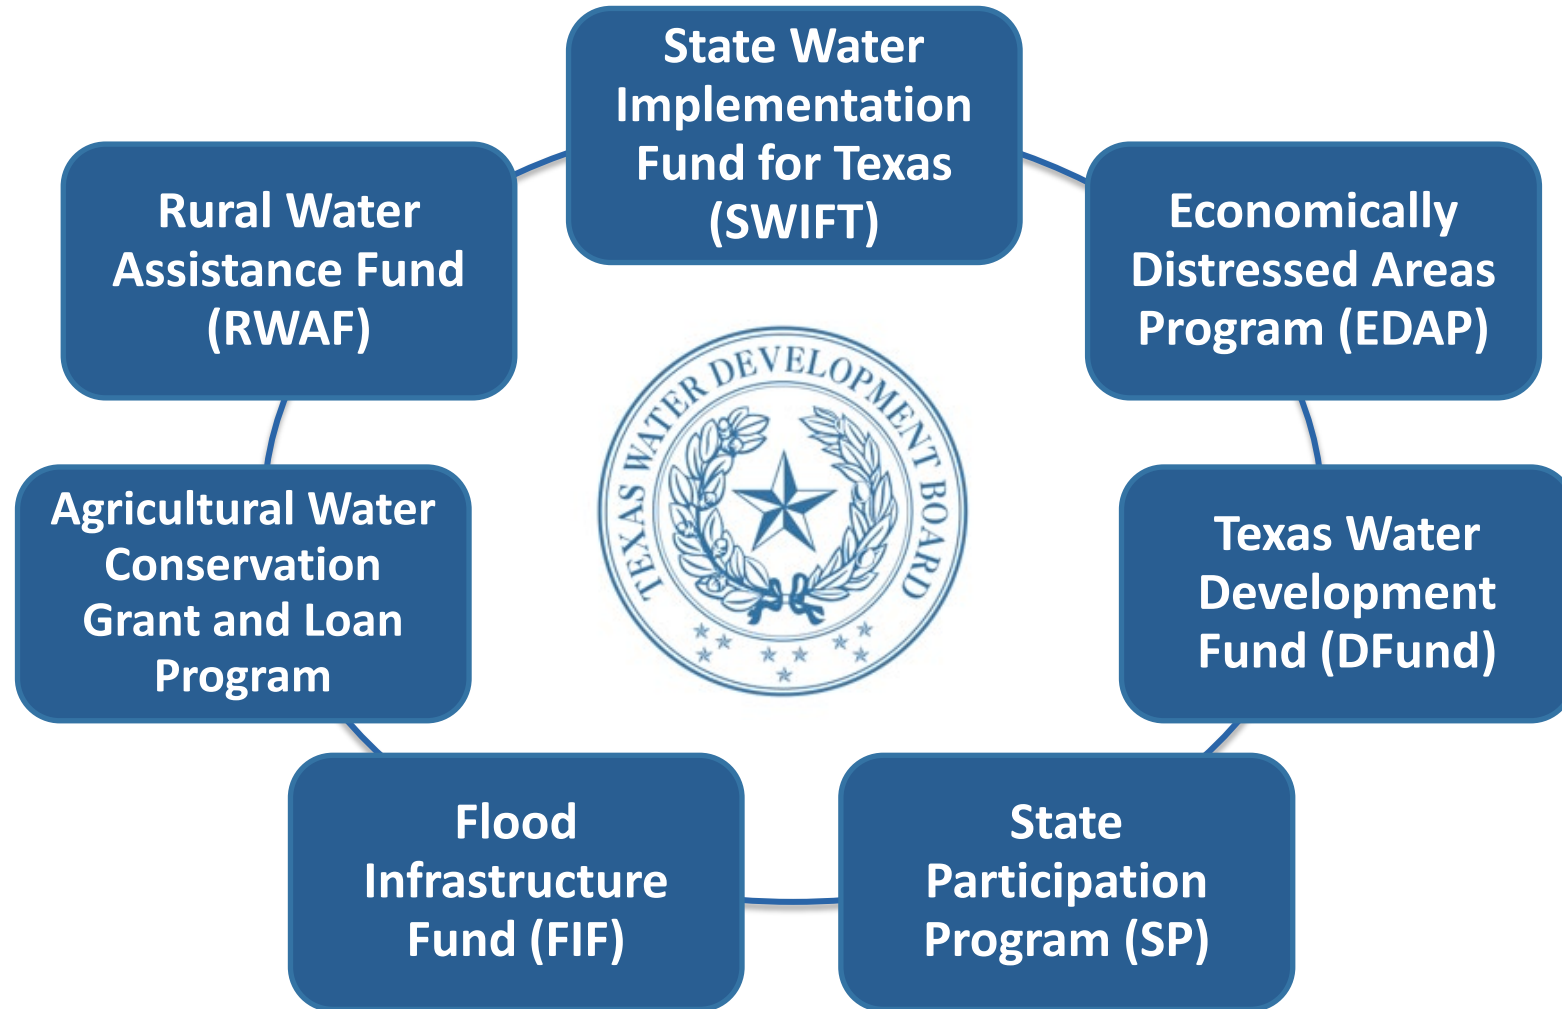 State Water
Implementation
Fund for Texas
(SWIFT)
Rural Water
Assistance Fund
(RWAF)
Economically
Distressed Areas
Program (EDAP)
TEXAS WATER DEVELOPMENT BOARD
Agricultural Water
Conservation
Grant and Loan
Program
Texas Water
Development
Fund (DFund)
Flood
Infrastructure
Fund (FIF)
State
Participation
Program (SP)